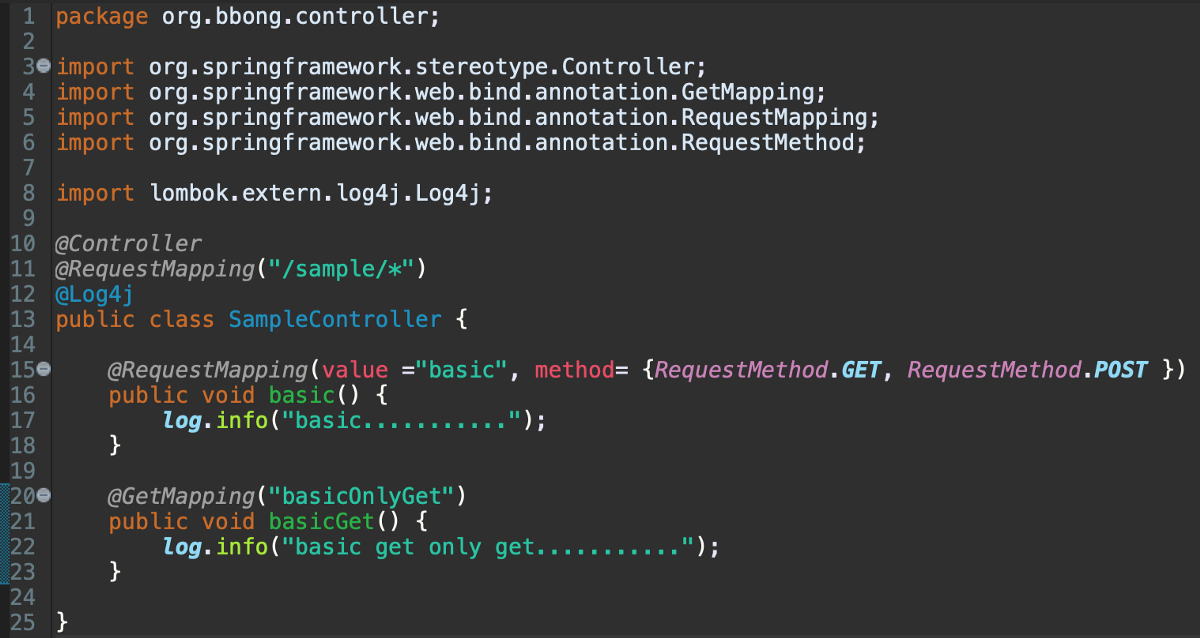 1 package org.bbong.controller;
2
3 import org.springframework.stereotype.Controller;
4 import org.springframework.web.bind.annotation.GetMapping;
5 import org.springframework.web.bind.annotation.RequestMapping;
6 import org.springframework.web.bind.annotation.RequestMethod;
7
8 import lombok.extern.log4j.Log4j;
9
10 @Controller
11 @RequestMapping("/sample/*")
12 @Log4j
13 public class SampleController {
14
15     @RequestMapping(value ="basic", method= {RequestMethod.GET, RequestMethod.POST })
16     public void basic() {
17         log.info("basic...........");
18     }
19
20     @GetMapping("basicOnlyGet")
21     public void basicGet() {
22         log.info("basic get only get...........");
23     }
24
25 }